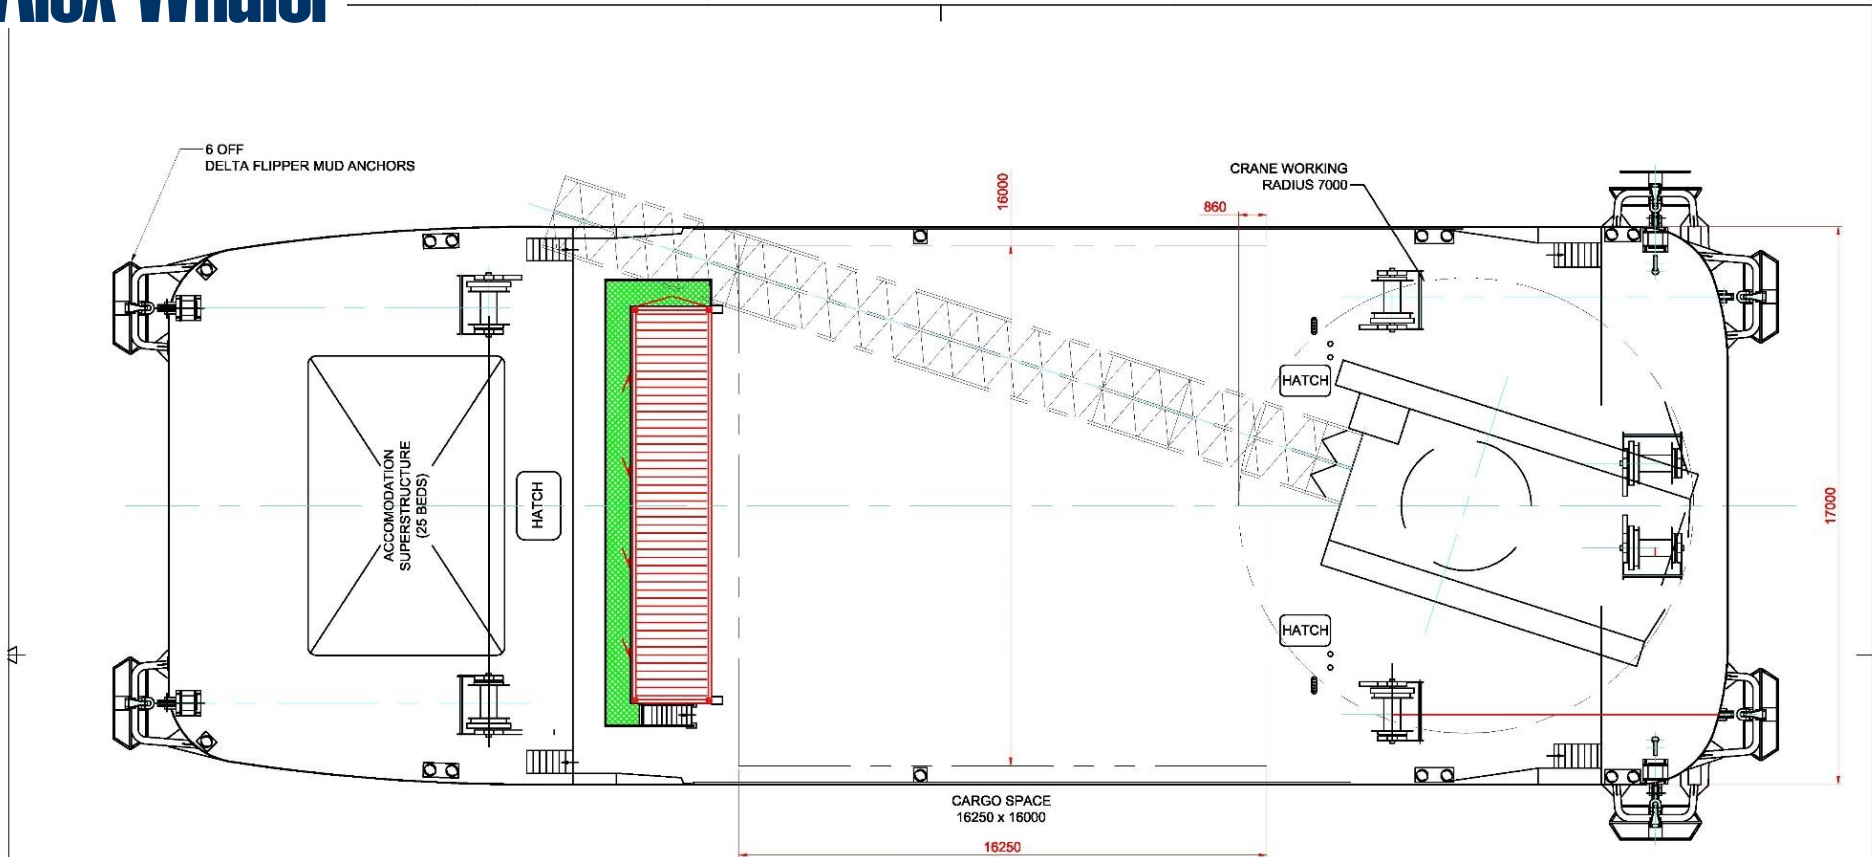 6 OFF
DELTA FLIPPER MUD ANCHORS
CRANE WORKING
RADIUS 7000
16000
860
HATCH
ACCOMODATION
SUPERSTRUCTURE
(25 BEDS)
HATCH
17000
HATCH
CARGO SPACE
16250 x 16000
16250